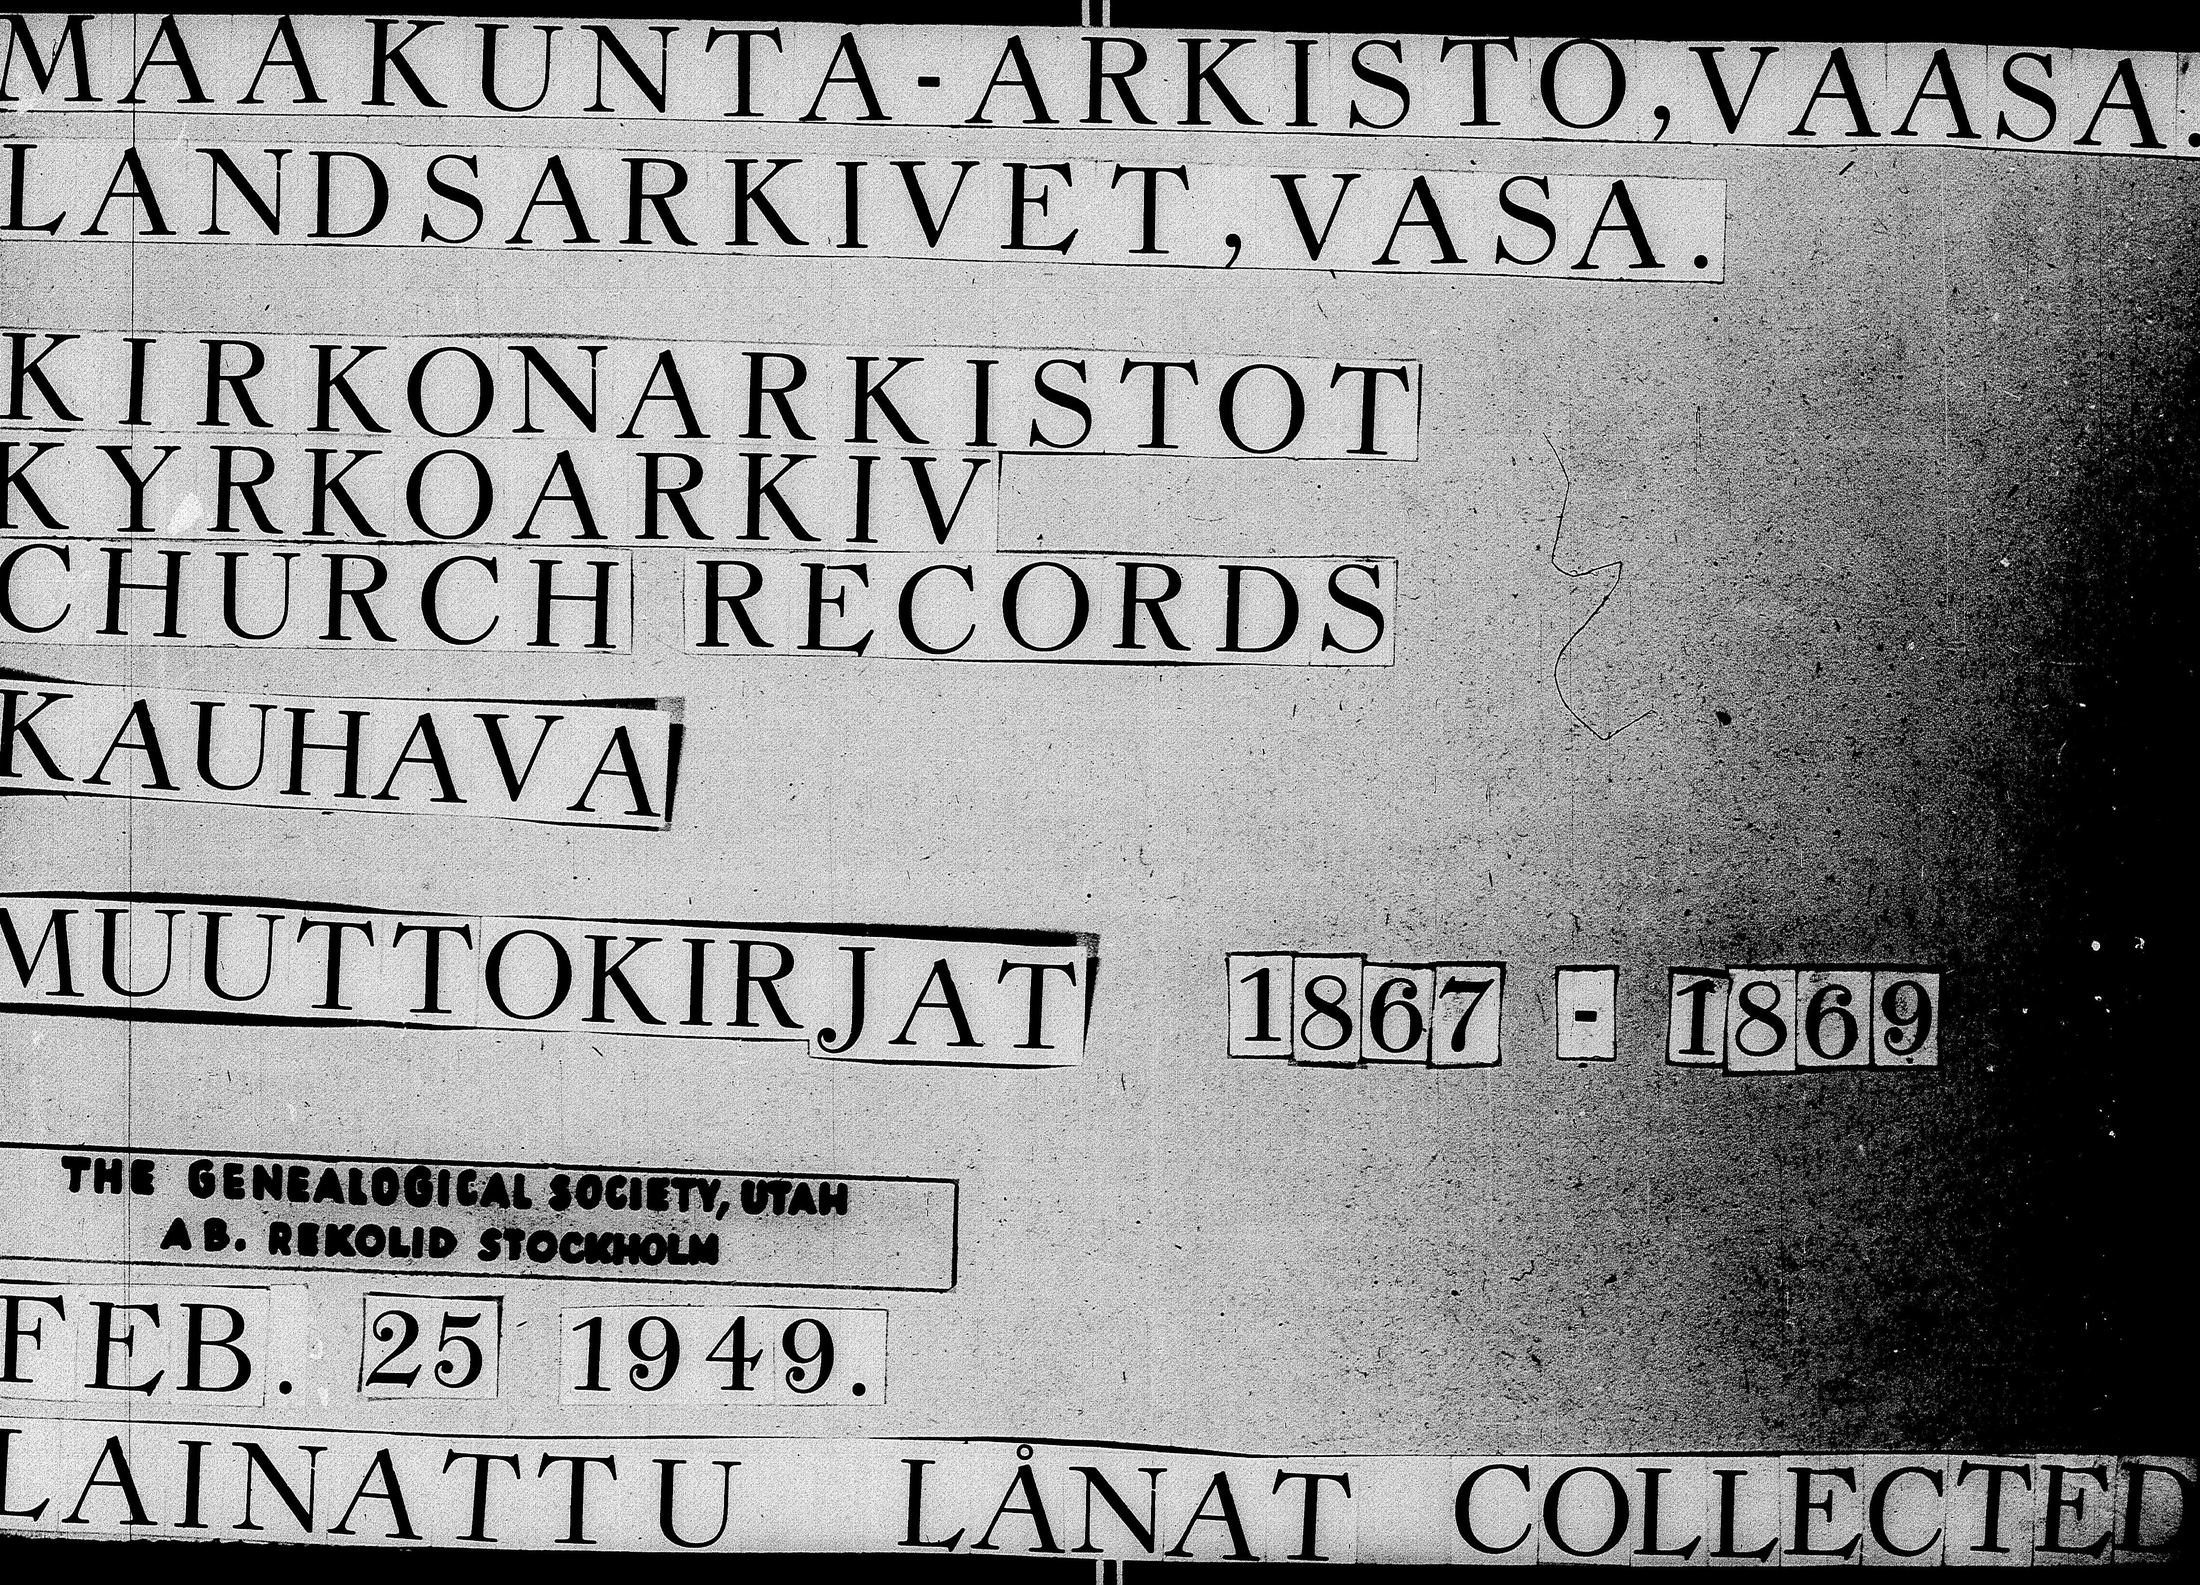 MAAKUNTA-ARKISTO, VAASA.
LANDSARKIVET, VASA.
KIRKONARKISTOT
KYRKOARKIV
CHURCH RECORDS
KAUHAVA
MUUTTOKIRJAT 1867 - 1869
THE GENEALOGICAL SOCIETY, UTAH
AB. REKOLID STOCKHOLM
FEB. 25 1949.
LAINATTU LÅNAT COLLECTED